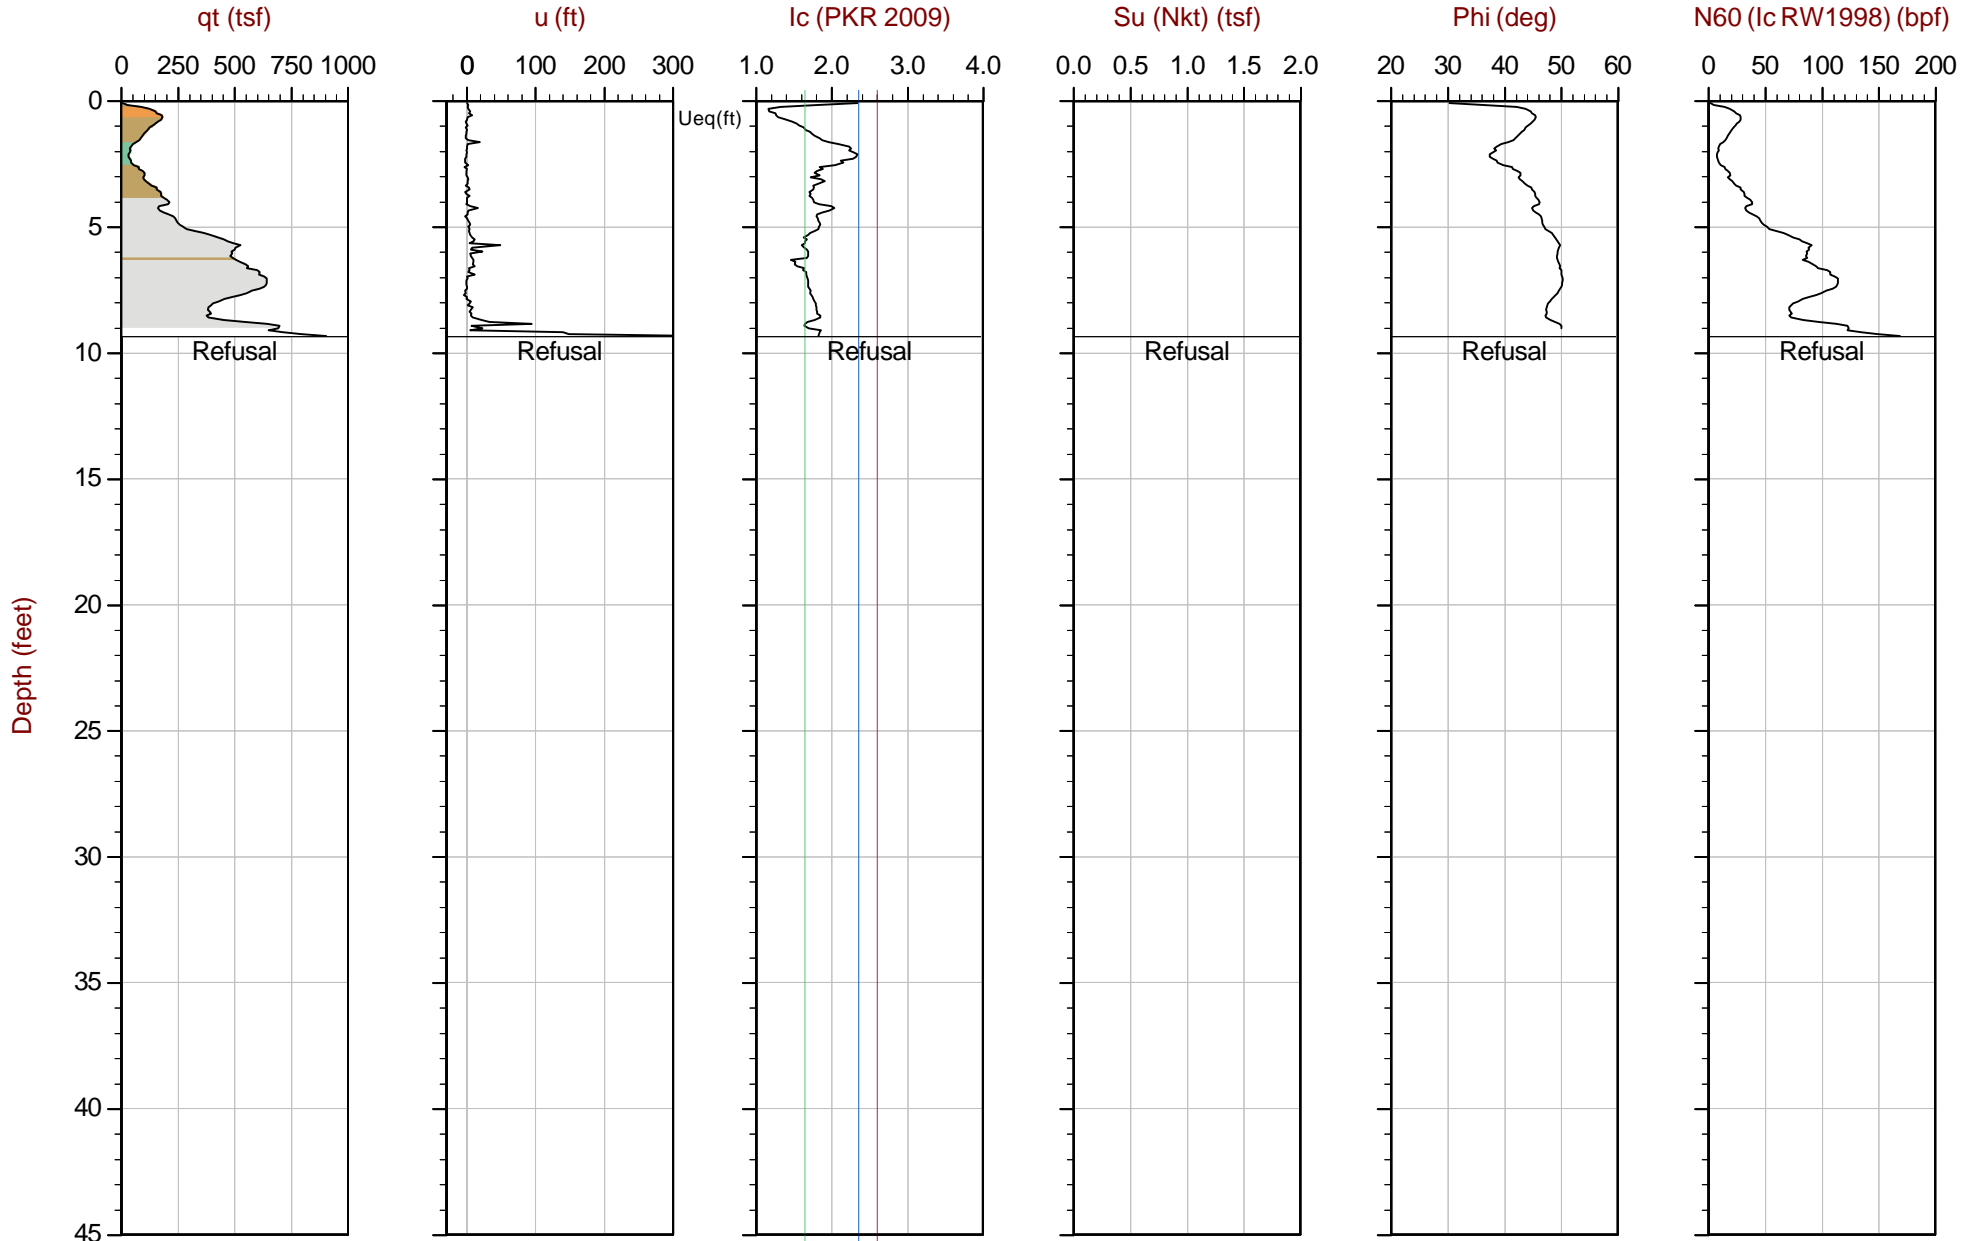 qt (tsf) u (ft) Ic (PKR 2009) Su (Nkt) (tsf) Phi (deg) N60 (Ic RW1998) (bpf)
0 250 500 750 1000 0 100 200 300 1.0 2.0 3.0 4.0 0.0 0.5 1.0 1.5 2.0 20 30 40 50 60 0 50 100 150 200
0
Ueq(ft)
5
10
Refusal Refusal Refusal Refusal Refusal Refusal
15
20
Depth (feet)
25
30
35
40
45